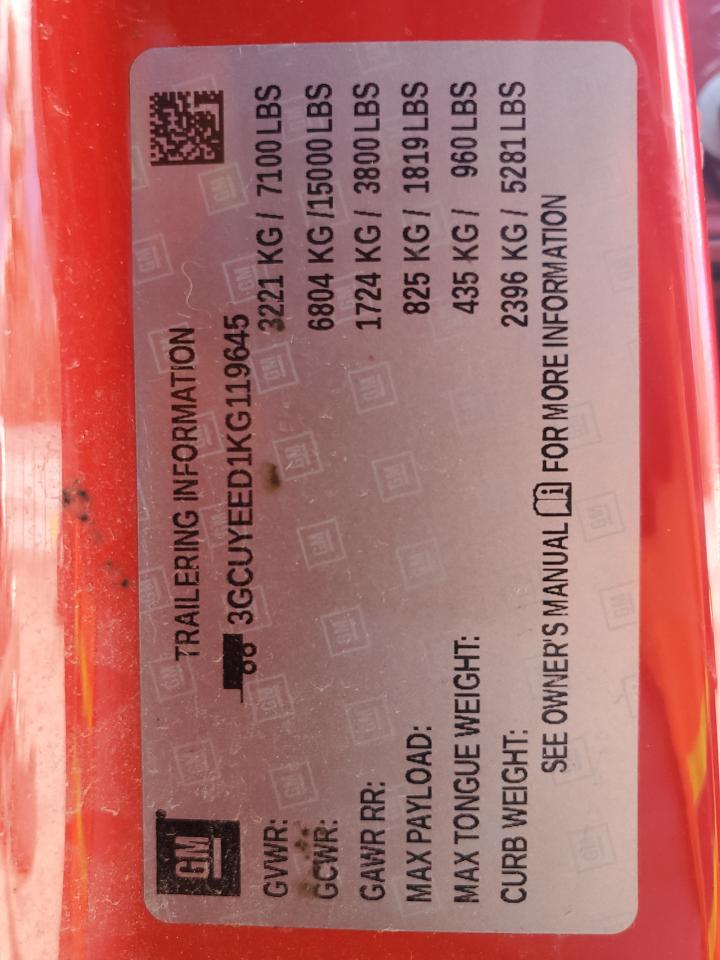 GM
TRAILERING INFORMATION
3GCUYEED1KG119645
GVWR: 3221 KG / 7100 LBS
GCWR: 6804 KG /15000 LBS
GAWR RR: 1724 KG / 3800 LBS
MAX PAYLOAD: 825 KG / 1819 LBS
MAX TONGUE WEIGHT: 435 KG / 960 LBS
CURB WEIGHT: 2396 KG / 5281 LBS
SEE OWNER'S MANUAL FOR MORE INFORMATION